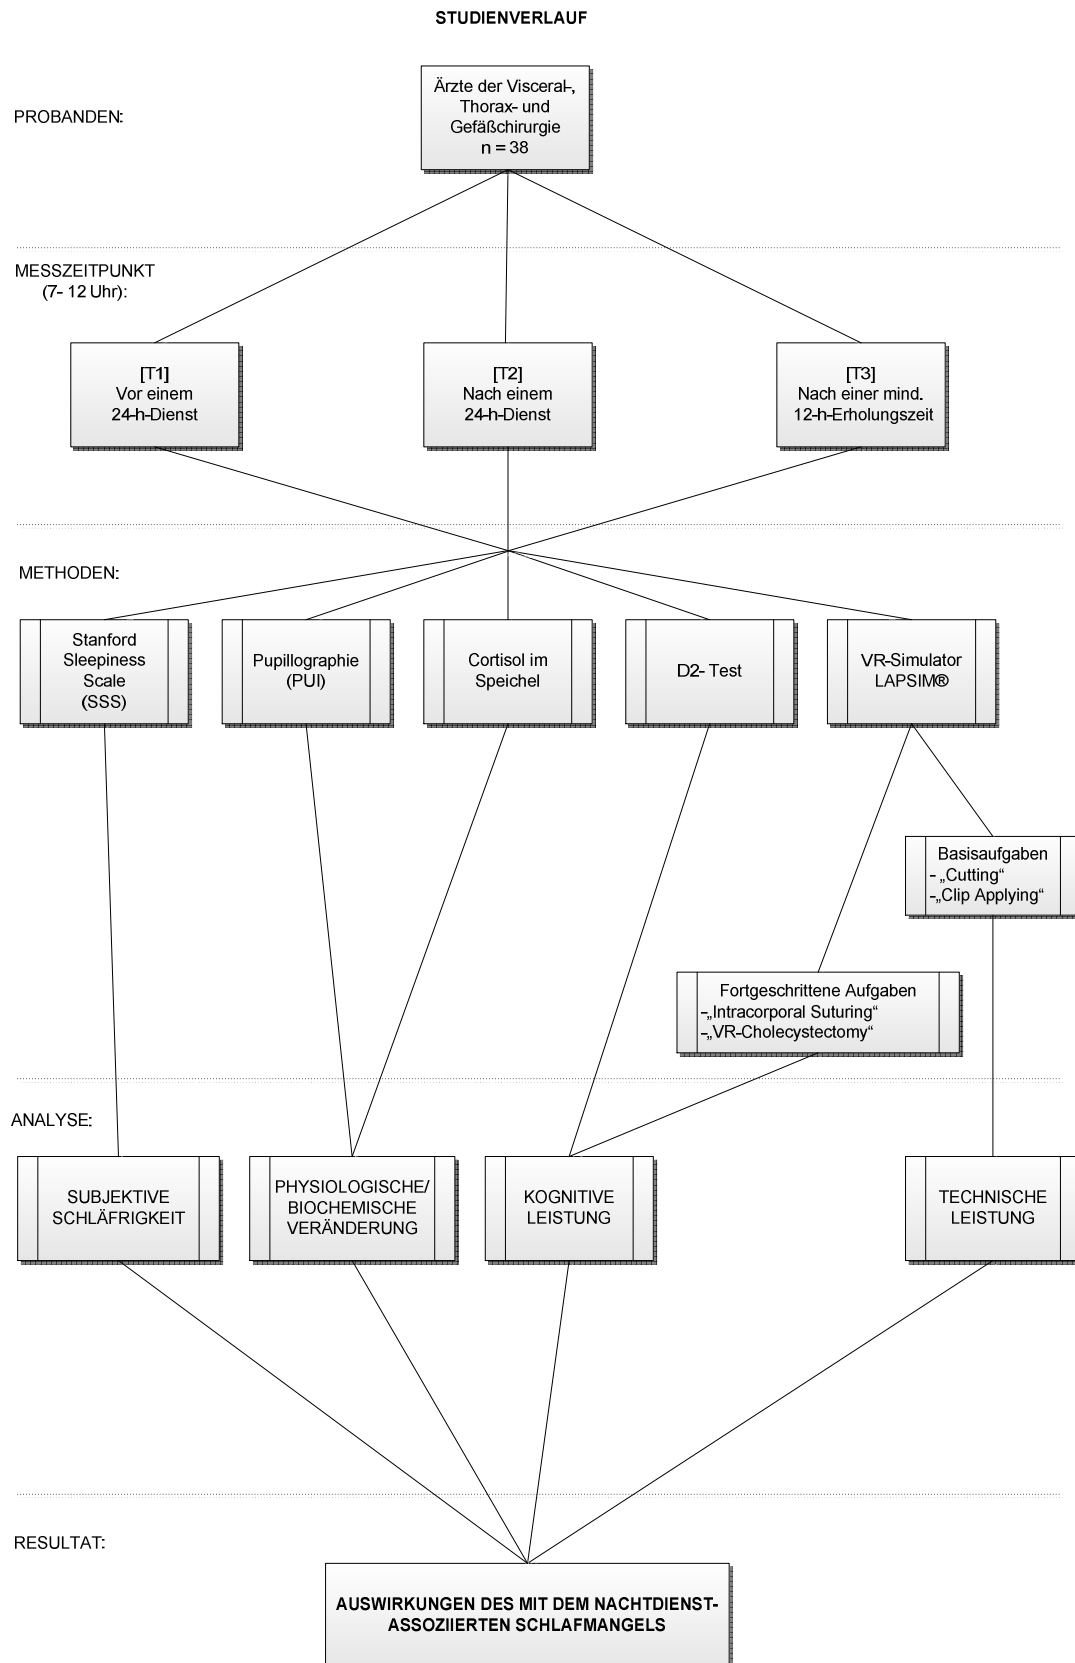 STUDIENVERLAUF
PROBANDEN:
Ärzte der Visceral-,
Thorax- und
Gefäßchirurgie
n = 38
MESSZEITPUNKT
(7- 12 Uhr):
[T1]
Vor einem
24-h-Dienst
[T2]
Nach einem
24-h-Dienst
[T3]
Nach einer mind.
12-h-Erholungszeit
METHODEN:
Stanford
Sleepiness
Scale
(SSS)
Pupillographie
(PUI)
Cortisol im
Speichel
D2- Test
VR-Simulator
LAPSIM®
Basisaufgaben
- „Cutting“
-„Clip Applying“
Fortgeschrittene Aufgaben
-„Intracorporal Suturing“
-„VR-Cholecystectomy“
ANALYSE:
SUBJEKTIVE
SCHLÄFRIGKEIT
PHYSIOLOGISCHE/
BIOCHEMISCHE
VERÄNDERUNG
KOGNITIVE
LEISTUNG
TECHNISCHE
LEISTUNG
RESULTAT:
AUSWIRKUNGEN DES MIT DEM NACHTDIENST-
ASSOZIIERTEN SCHLAFMANGELS